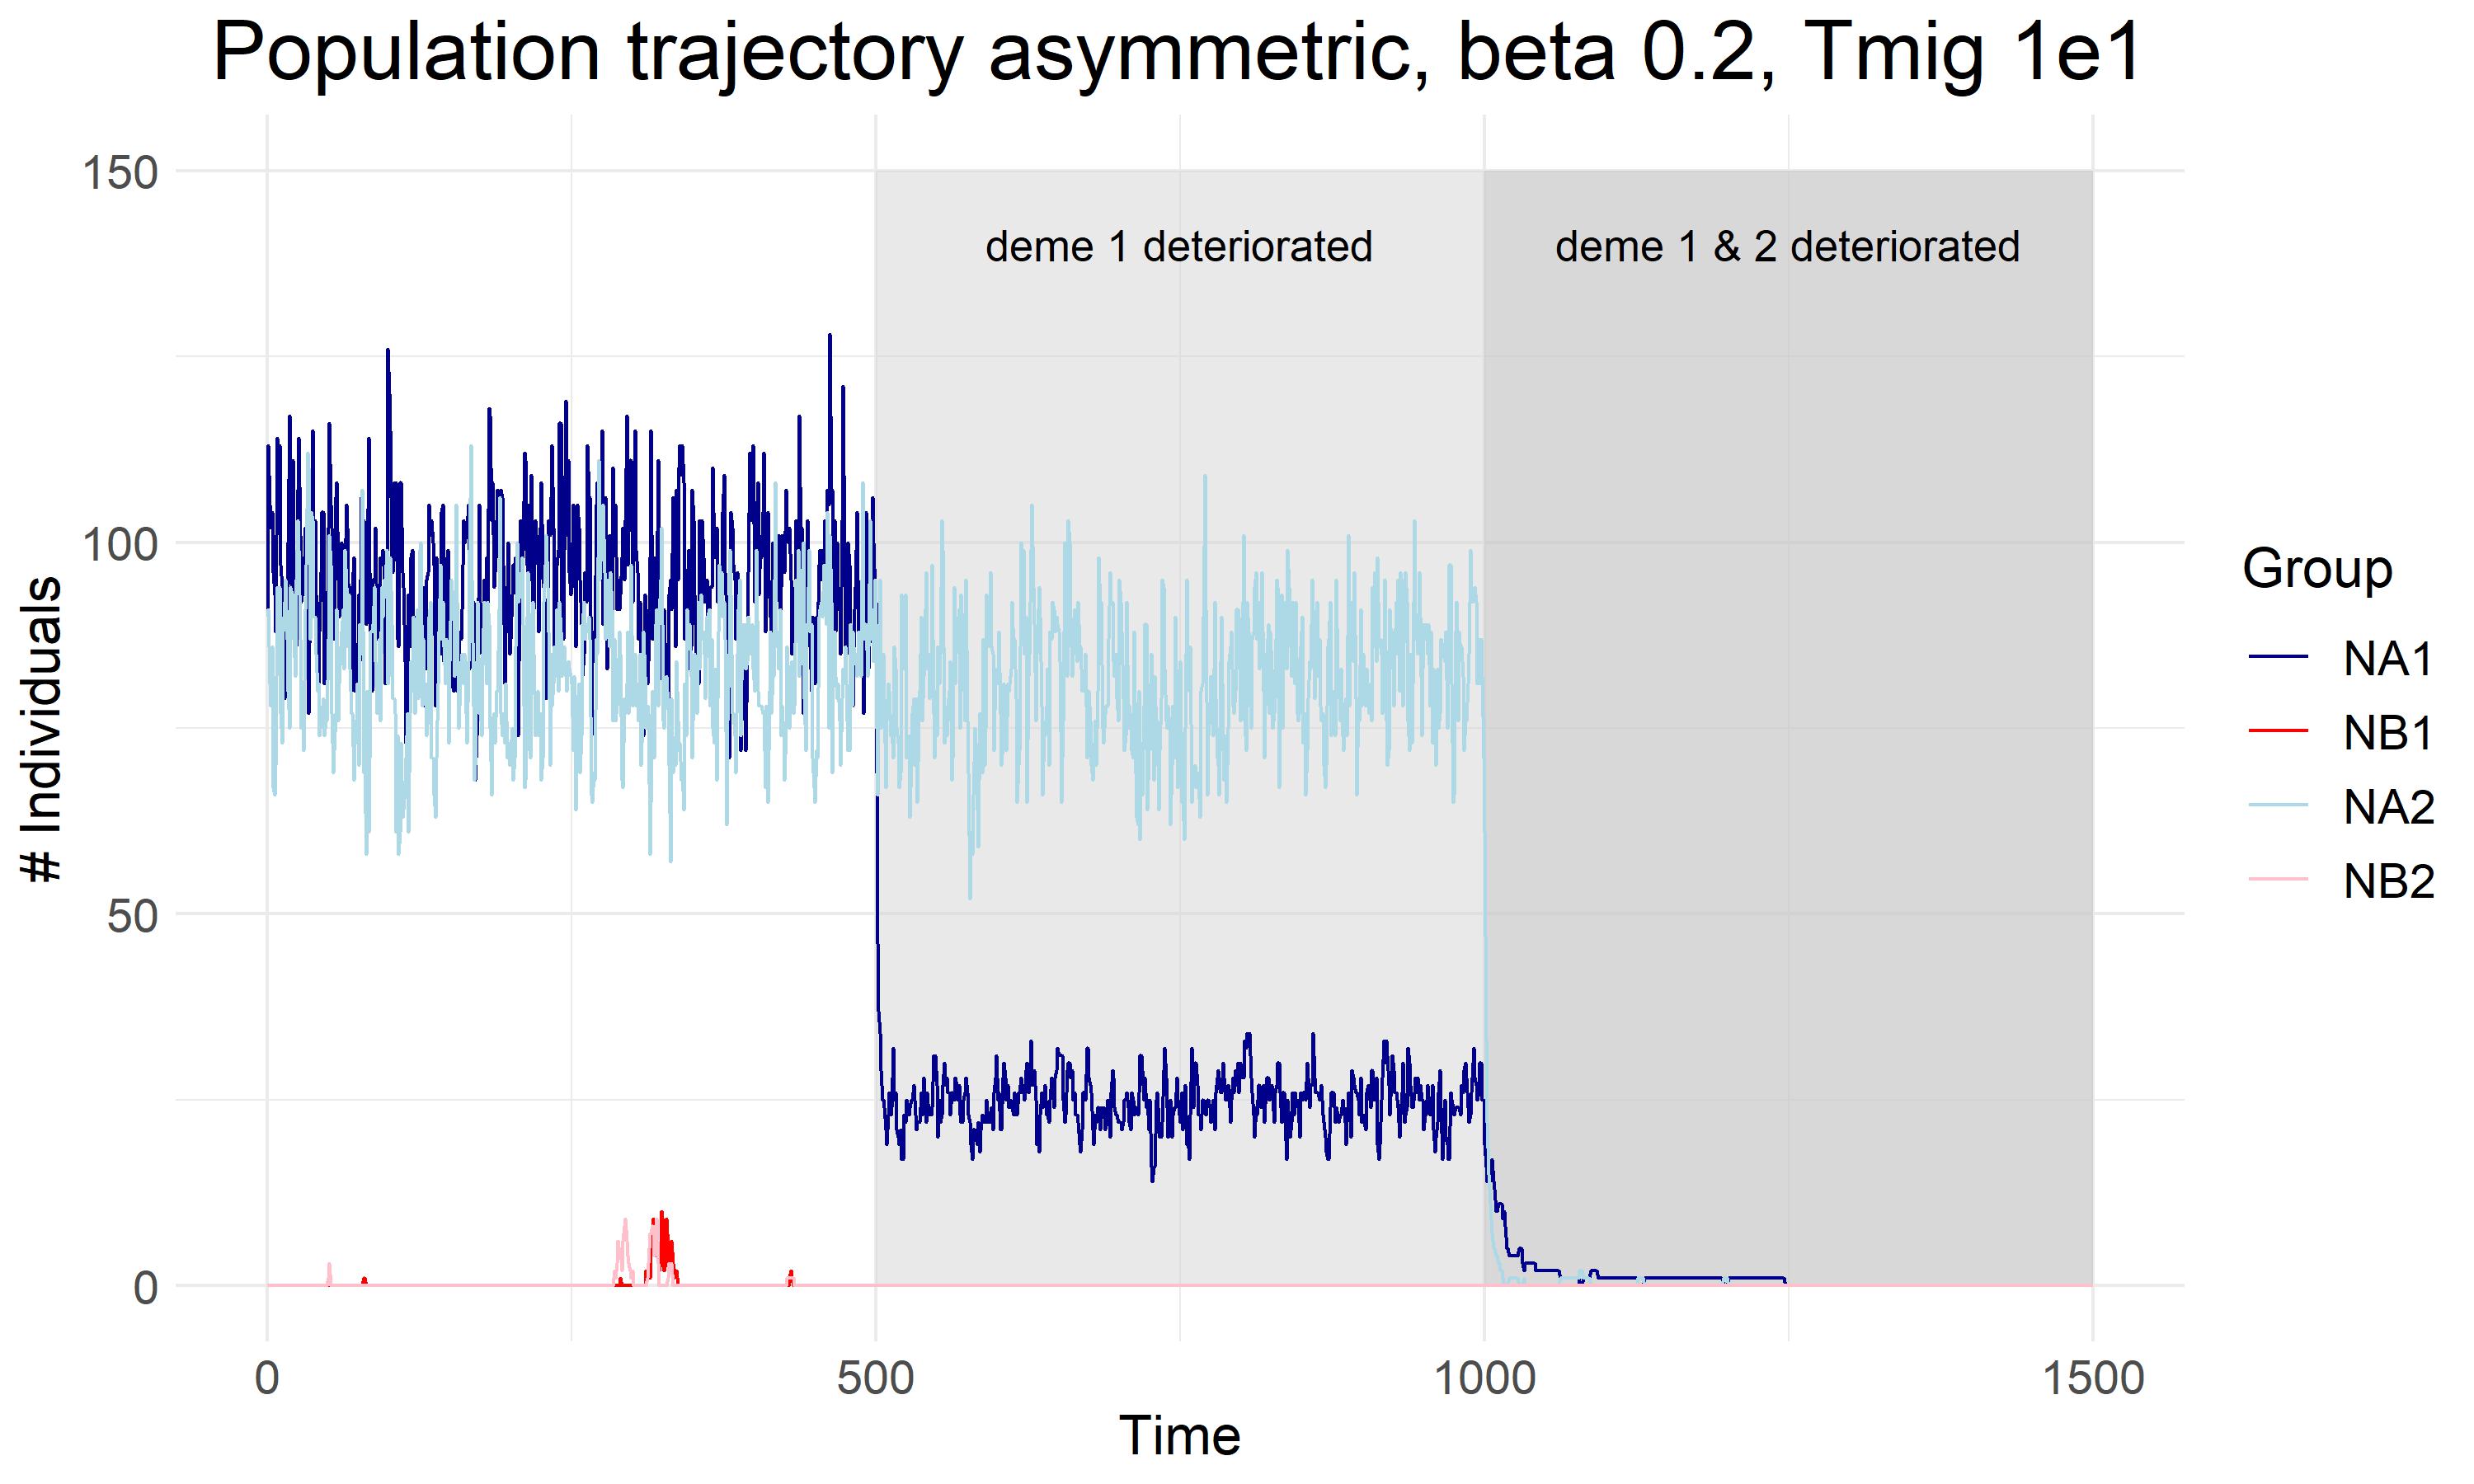 Population trajectory asymmetric, beta 0.2, Tmig 1e1
150
deme 1 deteriorated
deme 1 & 2 deteriorated
100
50
0
# Individuals
0
500
1000
1500
Time
Group
NA1
NB1
NA2
NB2